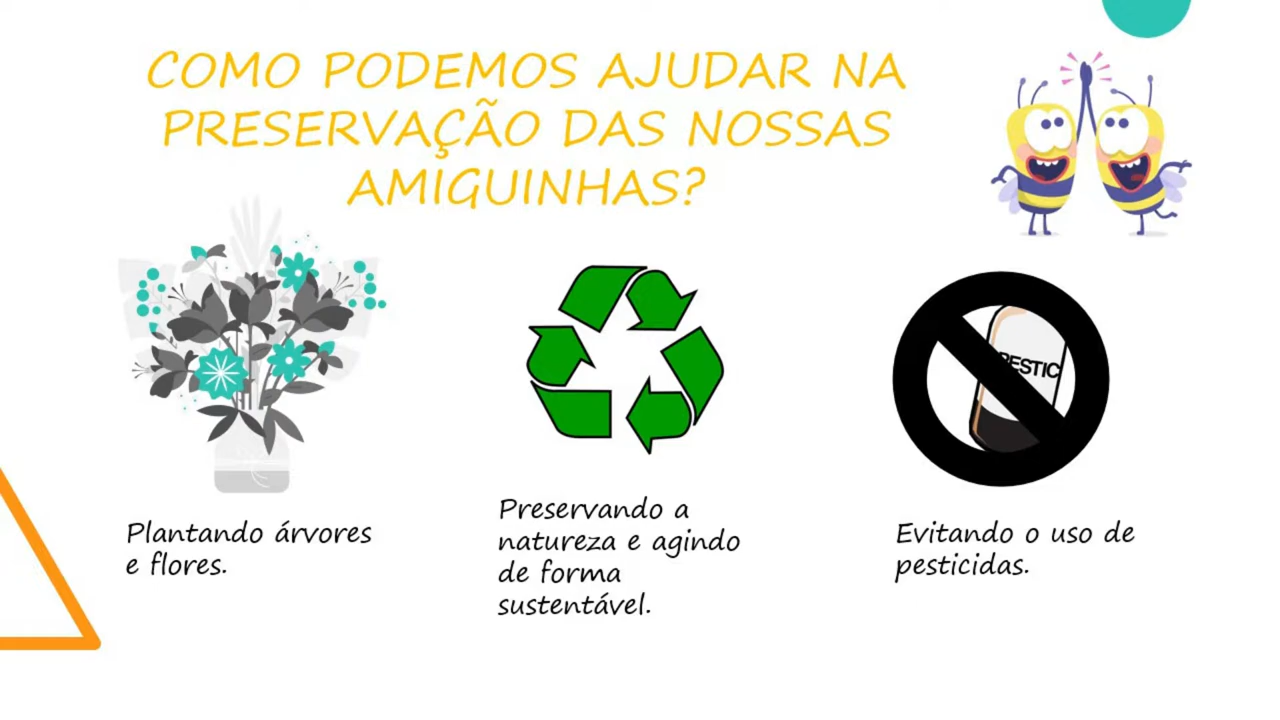 COMO PODEMOS AJUDAR NA
PRESERVAÇÃO DAS NOSSAS
AMIGUINHAS?
PESTIC
Plantando árvores
e flores.
Preservando a
natureza e agindo
de forma
sustentável.
Evitando o uso de
pesticidas.